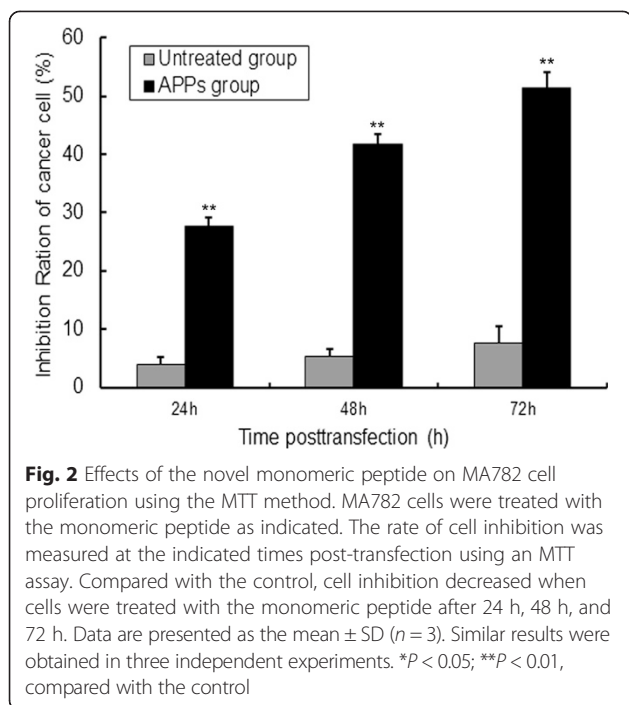 60
50
40
30
20
10
0
Inhibition Ration of cancer cell (%)
Untreated group
APPs group
**
**
**
24h
48h
72h
Time posttransfection (h)
Fig. 2 Effects of the novel monomeric peptide on MA782 cell
proliferation using the MTT method. MA782 cells were treated with
the monomeric peptide as indicated. The rate of cell inhibition was
measured at the indicated times post-transfection using an MTT
assay. Compared with the control, cell inhibition decreased when
cells were treated with the monomeric peptide after 24 h, 48 h, and
72 h. Data are presented as the mean ± SD (n = 3). Similar results were
obtained in three independent experiments. *P < 0.05; **P < 0.01,
compared with the control